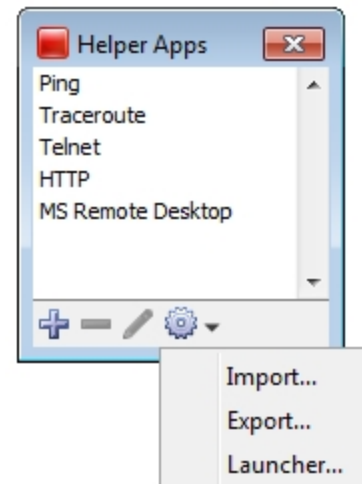 Helper Apps
Ping
Traceroute
Telnet
HTTP
MS Remote Desktop
Import...
Export...
Launcher...